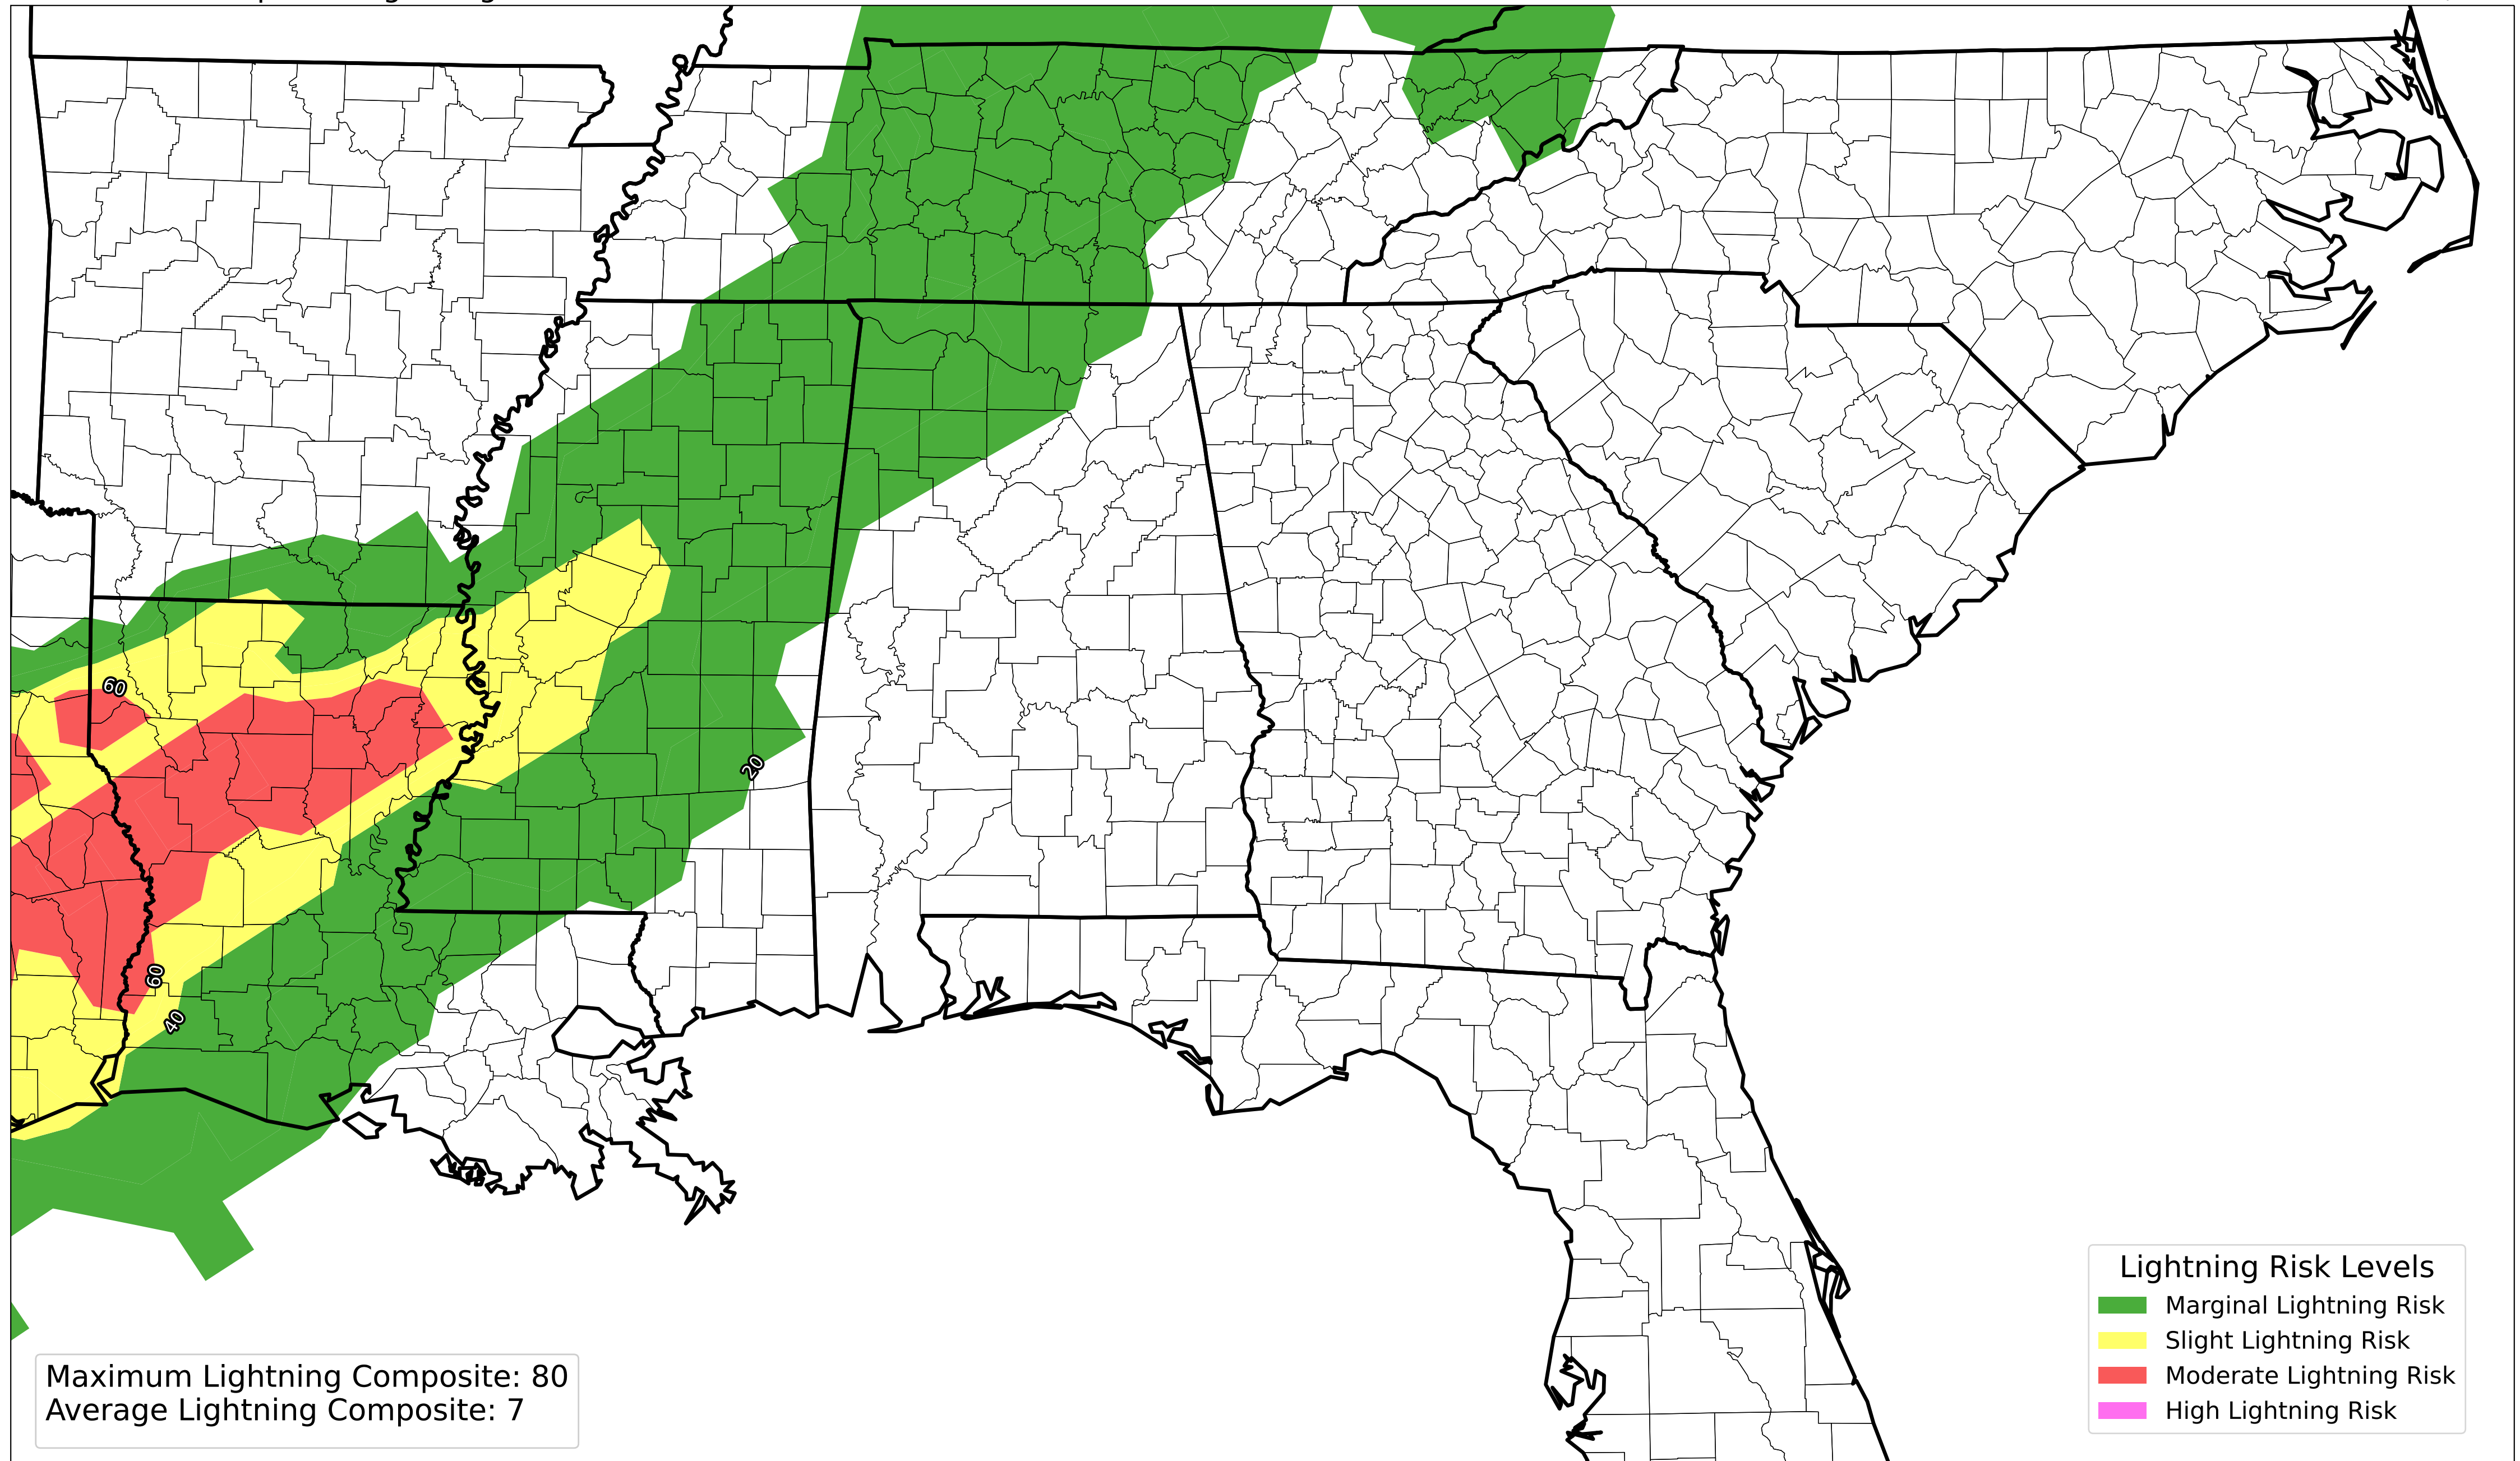 60
20
60
40
Lightning Risk Levels
Marginal Lightning Risk
Slight Lightning Risk
Moderate Lightning Risk
High Lightning Risk
Maximum Lightning Composite: 80
Average Lightning Composite: 7